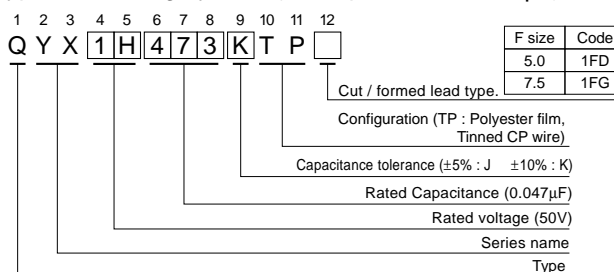 1 2 3 4 5 6 7 8 9 10 11 12
Q Y X 1 H 4 7 3 K T P
F size Code
5.0 1FD
7.5 1FG
Cut / formed lead type.
Configuration (TP : Polyester film,
Tinned CP wire)
Capacitance tolerance (±5% : J ±10% : K)
Rated Capacitance (0.047µF)
Rated voltage (50V)
Series name
Type